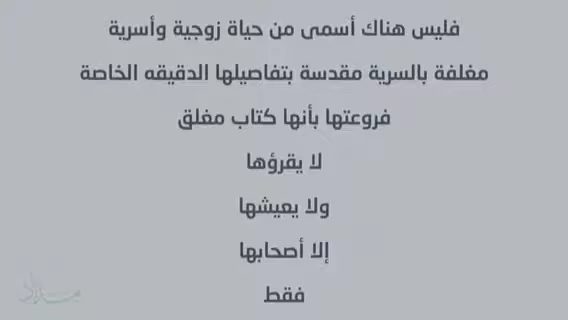 فليس هناك أسمى من حياة زوجية وأسرية
مغلفة بالسرية مقدسة بتفاصيلها الدقيقه الخاصة
فروعتها بأنها كتاب مغلق
لا يقرؤها
ولا يعيشها
إلا أصحابها
فقط